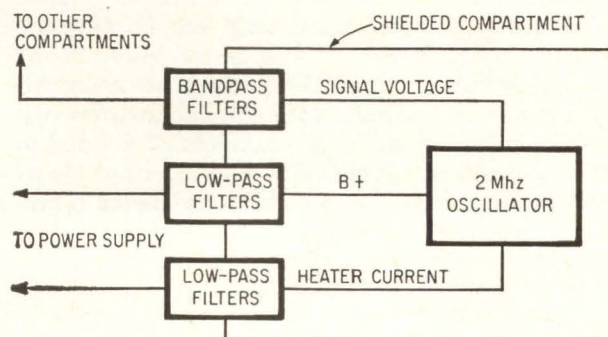 TO OTHER
COMPARTMENTS
SHIELDED COMPARTMENT
BANDPASS
FILTERS
SIGNAL VOLTAGE
LOW-PASS
FILTERS
B+
2 Mhz
OSCILLATOR
TO POWER SUPPLY
LOW-PASS
FILTERS
HEATER CURRENT